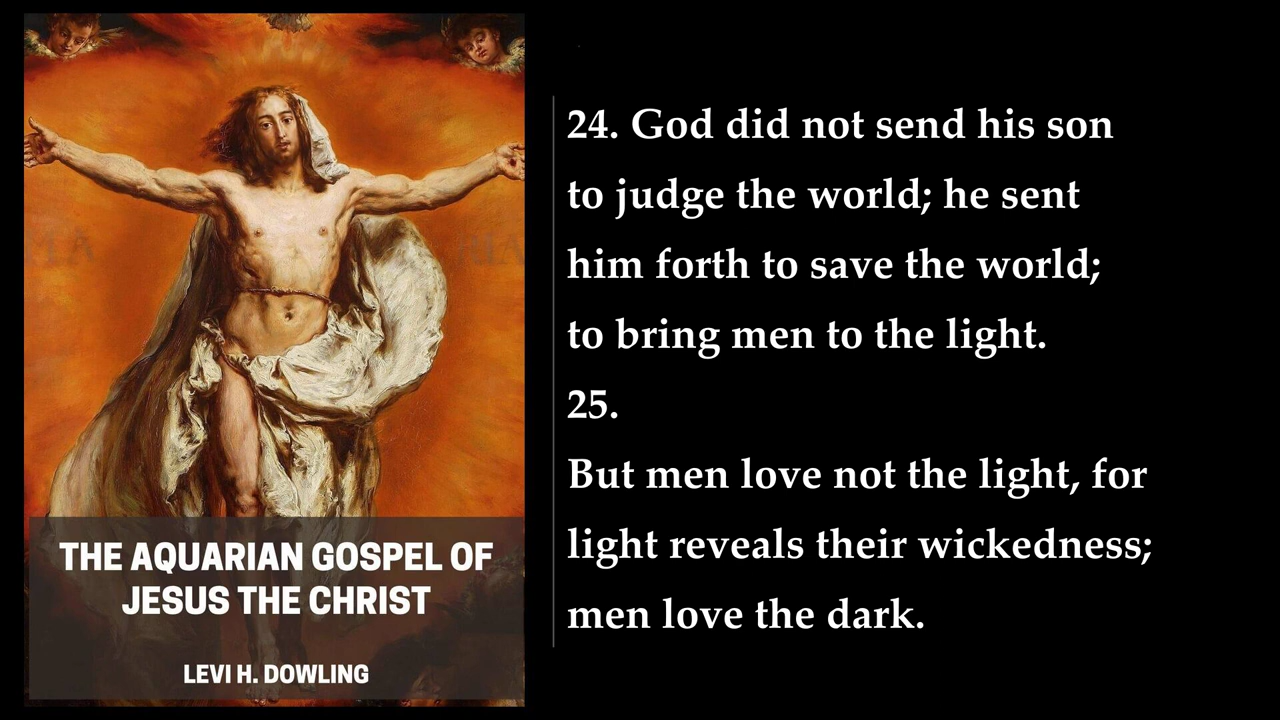 THE AQUARIAN GOSPEL OF
JESUS THE CHRIST
LEVI H. DOWLING
24. God did not send his son
to judge the world; he sent
him forth to save the world;
to bring men to the light.
25.
But men love not the light, for
light reveals their wickedness;
men love the dark.